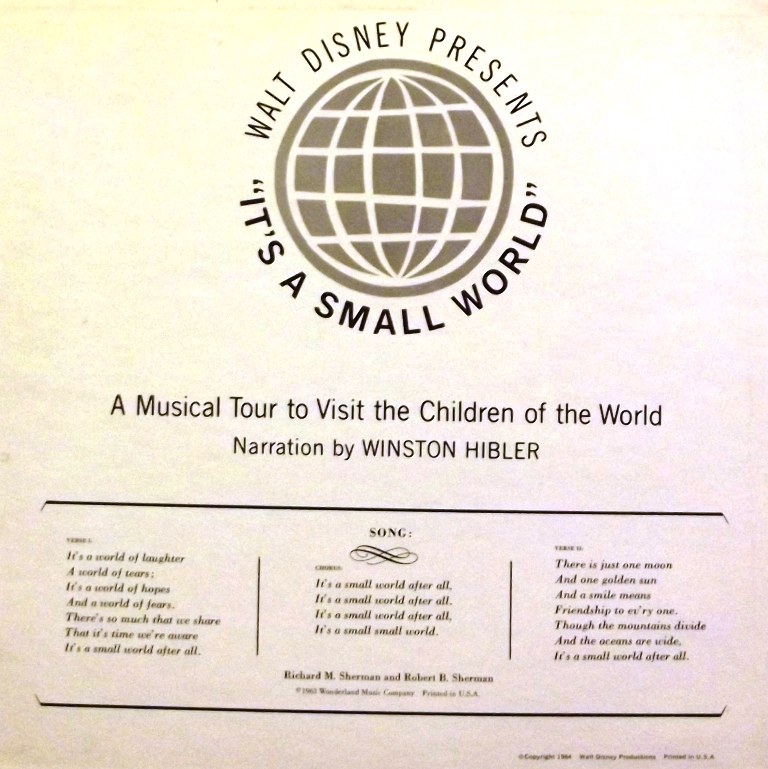 WALT DISNEY PRESENTS
"IT'S A SMALL WORLD"
A Musical Tour to Visit the Children of the World
Narration by WINSTON HIBLER
SONG:
VERSE I:
It's a world of laughter
A world of tears;
It's a world of hopes
And a world of fears.
There's so much that we share
That it's time we're aware
It's a small world after all.
CHORUS:
It's a small world after all,
It's a small world after all.
It's a small world after all,
It's a small small world.
VERSE II:
There is just one moon
And one golden sun
And a smile means
Friendship to ev'ry one.
Though the mountains divide
And the oceans are wide,
It's a small world after all.
Richard M. Sherman and Robert B. Sherman
©1963 Wonderland Music Company Printed in U.S.A.
©Copyright 1964 Walt Disney Productions Printed in U.S.A